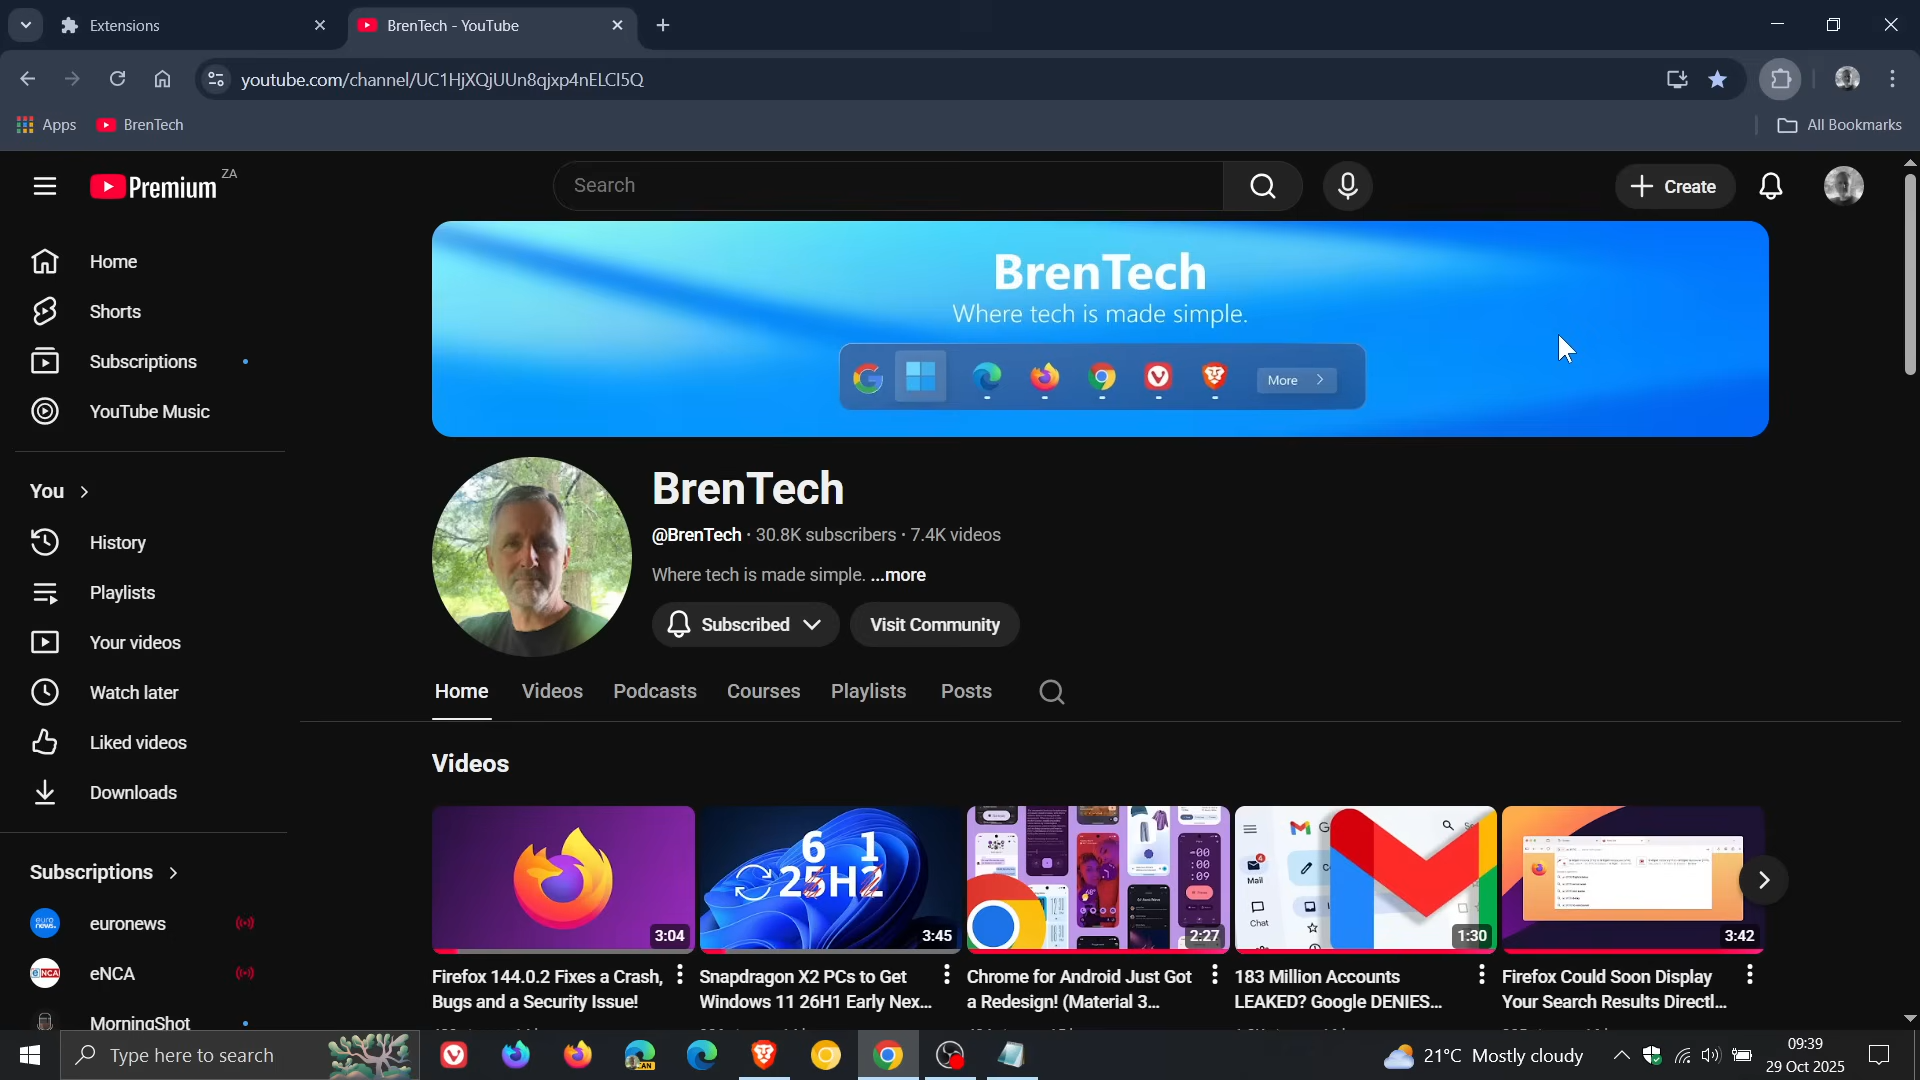 Extensions
BrenTech - YouTube
youtube.com/channel/UC1HjXQjUUn8qjxp4nELCI5Q
Apps
BrenTech
All Bookmarks
Premium
ZA
Search
Create
Home
Shorts
Subscriptions
YouTube Music
You
History
Playlists
Your videos
Watch later
Liked videos
Downloads
Subscriptions
euronews
eNCA
MorningShot
BrenTech
Where tech is made simple.
More
BrenTech
@BrenTech · 30.8K subscribers · 7.4K videos
Where tech is made simple. ...more
Subscribed
Visit Community
Home
Videos
Podcasts
Courses
Playlists
Posts
Videos
3:04
3:45
2:27
1:30
3:42
Mail
Chat
Firefox 144.0.2 Fixes a Crash,
Bugs and a Security Issue!
Snapdragon X2 PCs to Get
Windows 11 26H1 Early Nex...
Chrome for Android Just Got
a Redesign! (Material 3...
183 Million Accounts
LEAKED? Google DENIES...
Firefox Could Soon Display
Your Search Results Directl...
Type here to search
21°C Mostly cloudy
09:39
29 Oct 2025